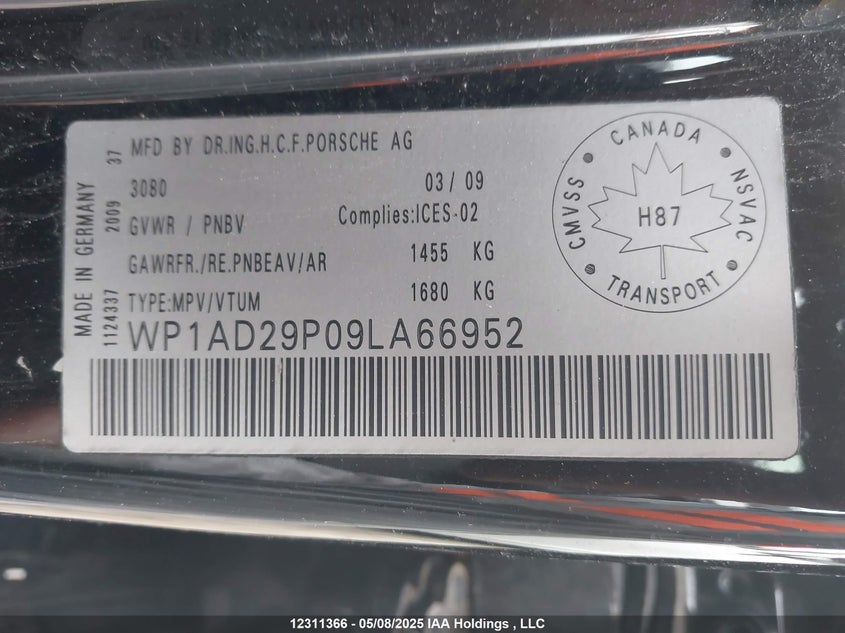 MFD BY DR.ING.H.C.F.PORSCHE AG
3080 03/09
GVWR / PNBV Complies:ICES-02
GAWRFR./RE.PNBEAV/AR 1455 KG
TYPE:MPV/VTUM 1680 KG
WP1AD29P09LA66952
MADE IN GERMANY
1124337 2009 37
CANADA
CMVSS NSVAC
H87
TRANSPORT
12311366 - 05/08/2025 IAA Holdings , LLC